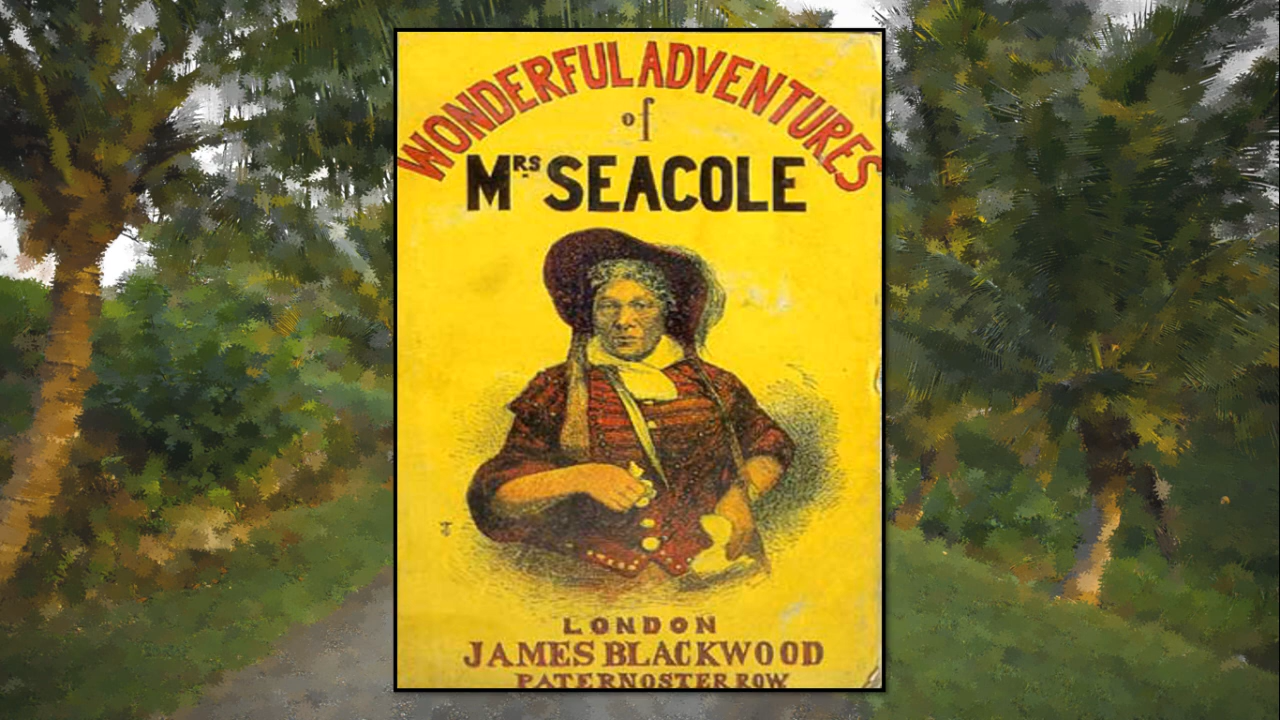 WONDERFUL ADVENTURES
of
MRS SEACOLE
LONDON
JAMES BLACKWOOD
PATERNOSTER ROW